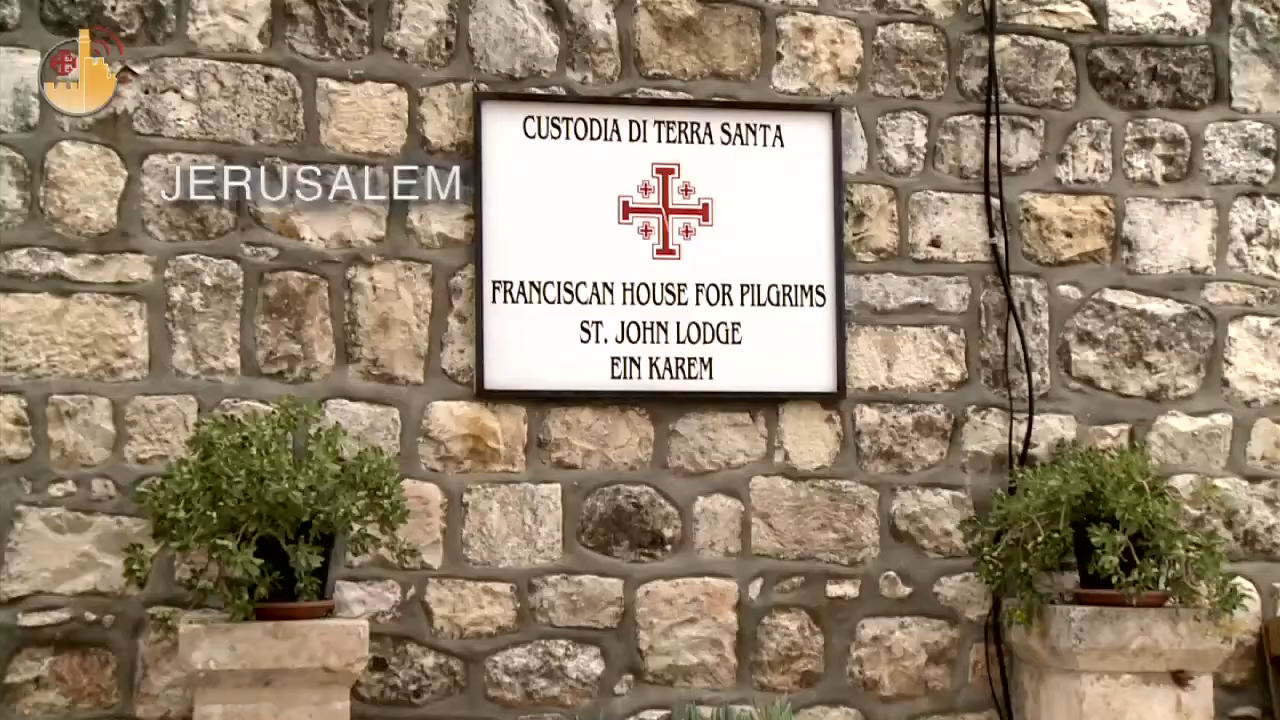 JERUSALEM
CUSTODIA DI TERRA SANTA
FRANCISCAN HOUSE FOR PILGRIMS
ST. JOHN LODGE
EIN KAREM